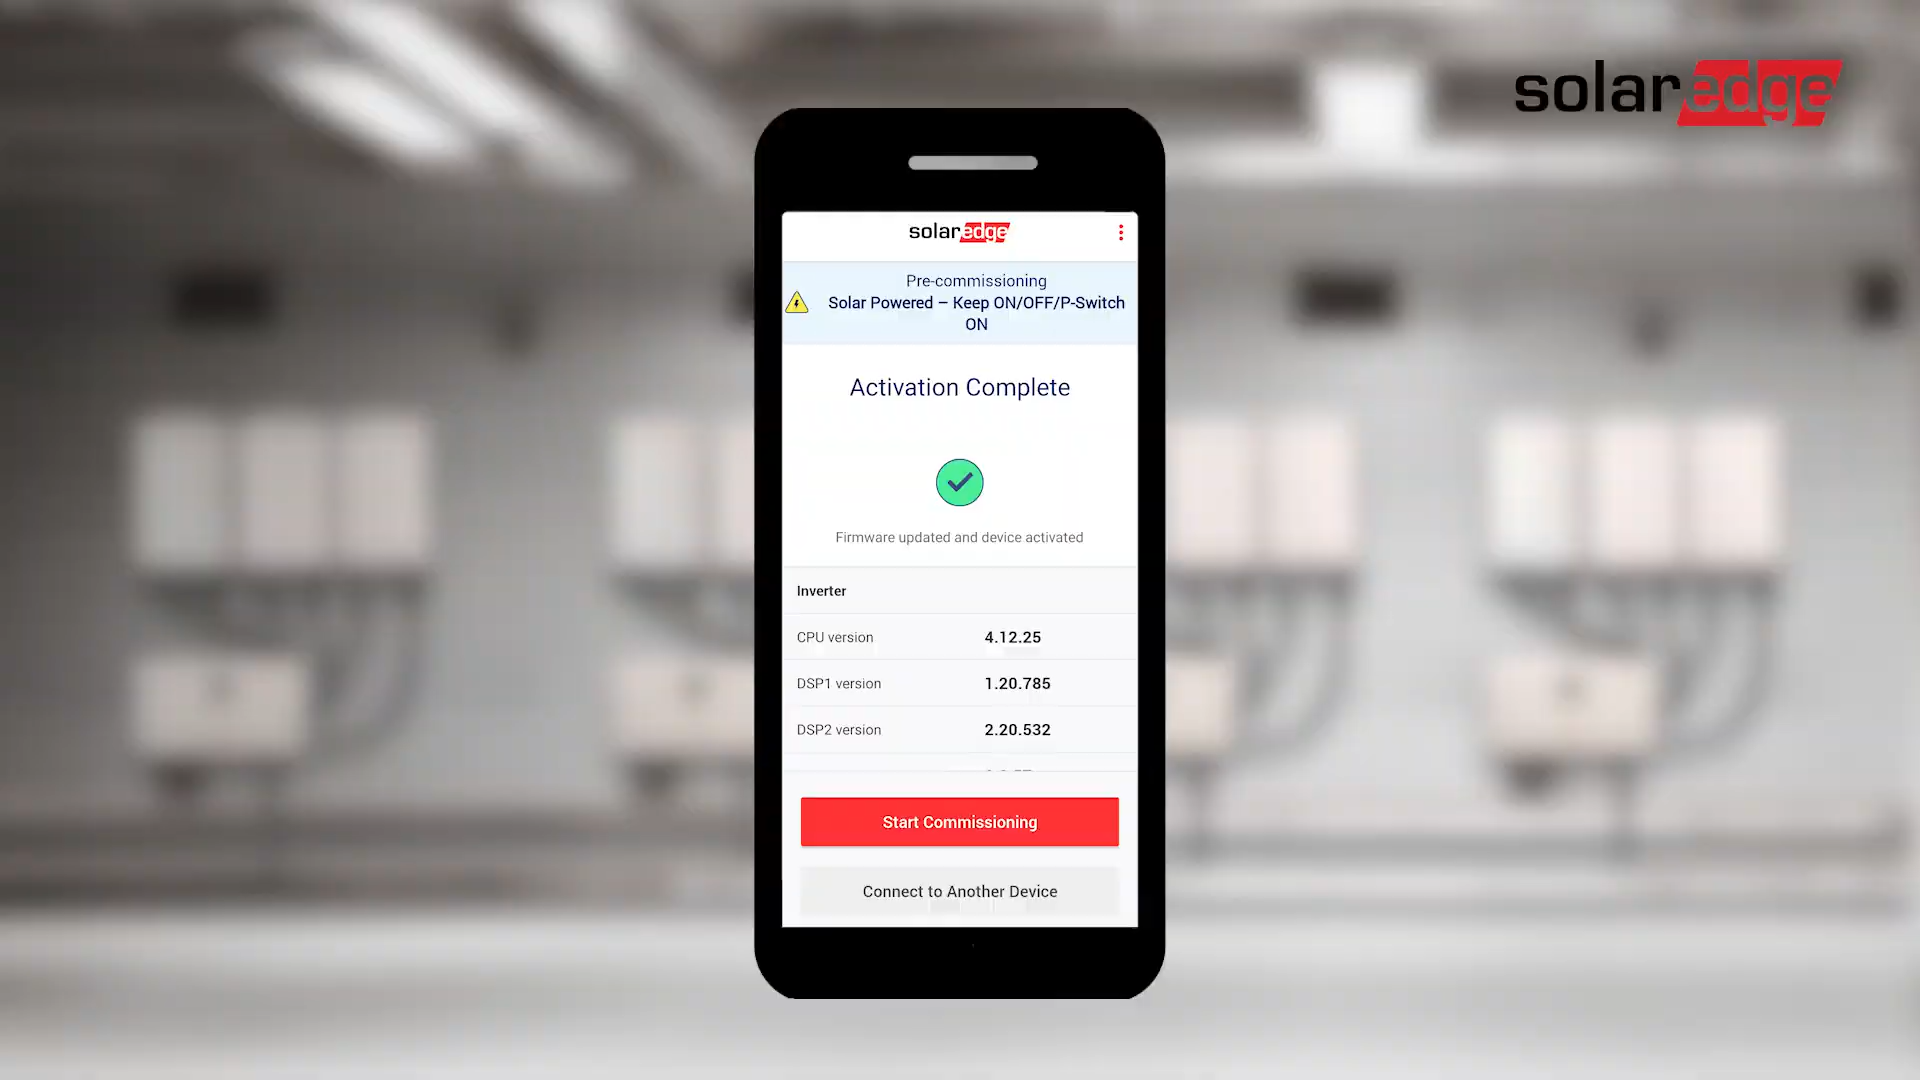 solaredge
solaredge
Pre-commissioning
Solar Powered – Keep ON/OFF/P-Switch
ON
Activation Complete
Firmware updated and device activated
Inverter
CPU version 4.12.25
DSP1 version 1.20.785
DSP2 version 2.20.532
Start Commissioning
Connect to Another Device